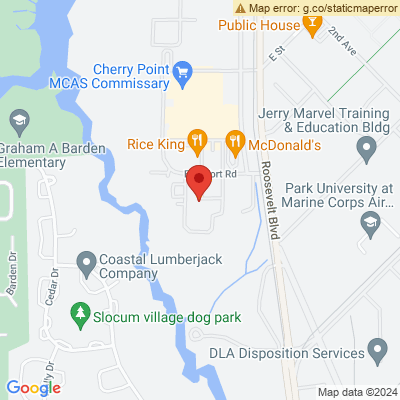 Map error: g.co/staticmaperror
Public House
2nd Ave
E St
Cherry Point
MCAS Commissary
Jerry Marvel Training
& Education Bldg
Graham A Barden
Elementary
Rice King
McDonald's
Rd
Roosevelt Blvd
Park University at
Marine Corps Air...
Barden Dr
Cedar Dr
Coastal Lumberjack
Company
Slocum village dog park
DLA Disposition Services
Dr
Google
Map data ©2024